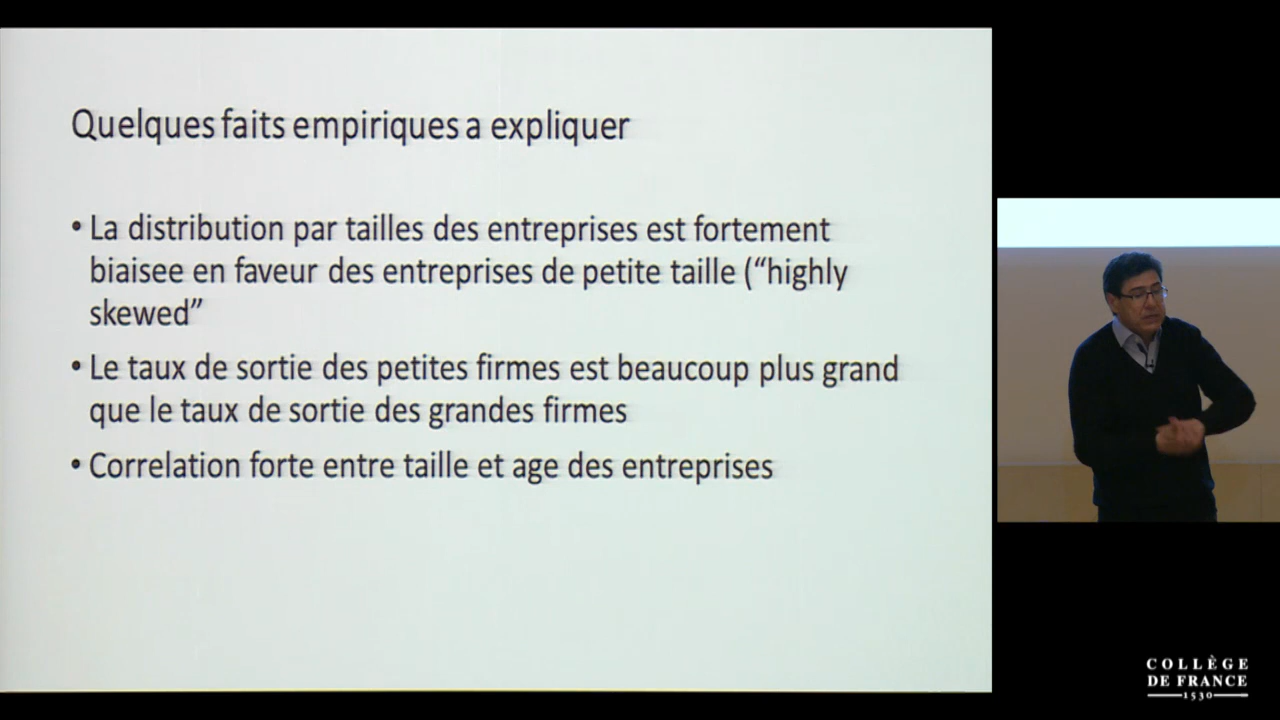 Quelques faits empiriques a expliquer
• La distribution par tailles des entreprises est fortement
biaisee en faveur des entreprises de petite taille (“highly
skewed”
• Le taux de sortie des petites firmes est beaucoup plus grand
que le taux de sortie des grandes firmes
• Correlation forte entre taille et age des entreprises
COLLÈGE
DE FRANCE
1530